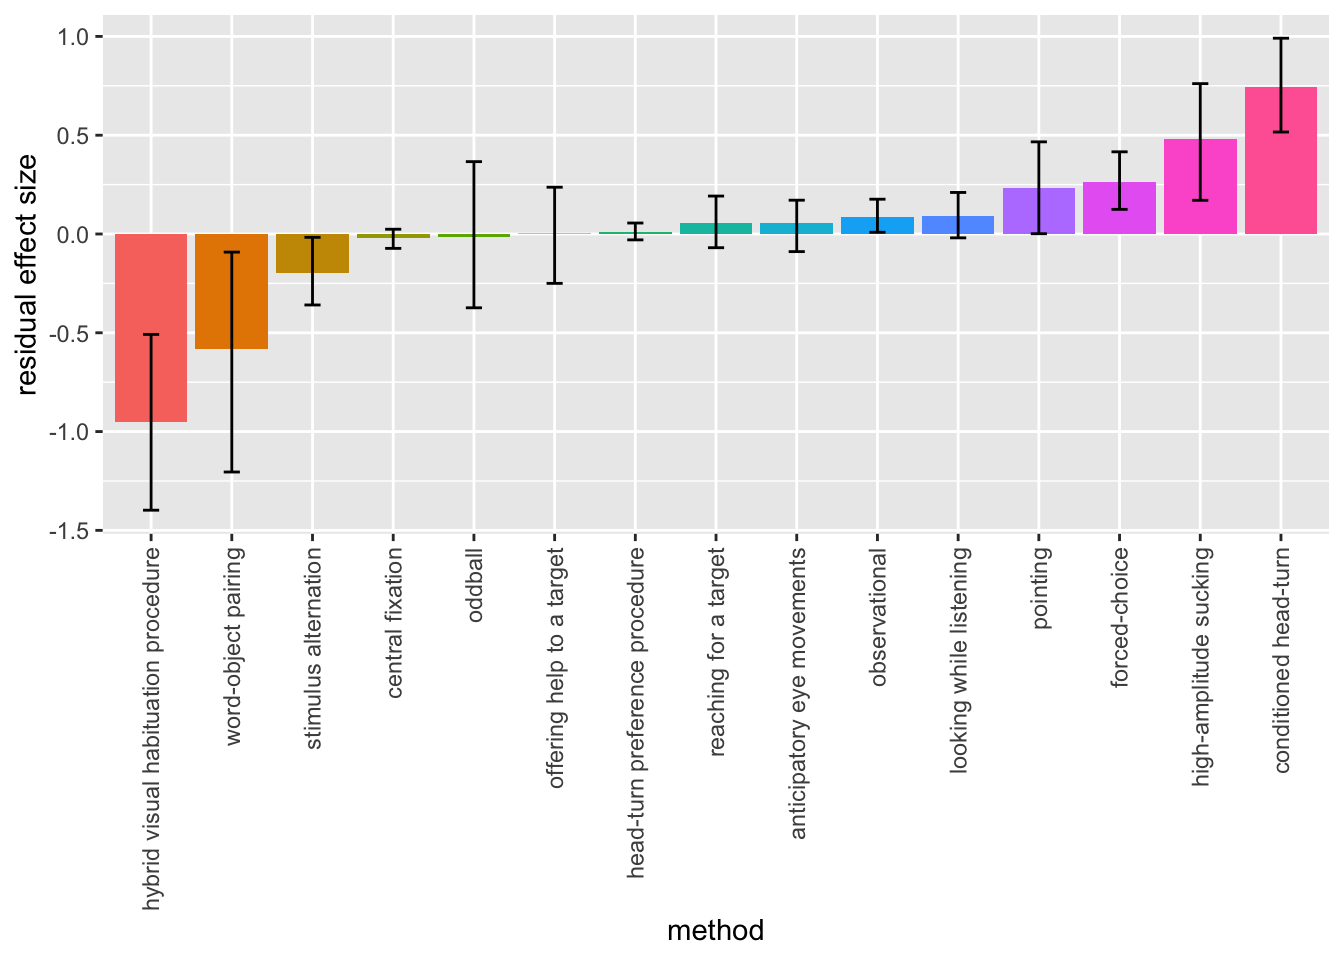 1.0
0.5
0.0
-0.5
-1.0
-1.5
residual effect size
hybrid visual habituation procedure
word-object pairing
stimulus alternation
central fixation
oddball
offering help to a target
head-turn preference procedure
reaching for a target
anticipatory eye movements
observational
looking while listening
pointing
forced-choice
high-amplitude sucking
conditioned head-turn
method